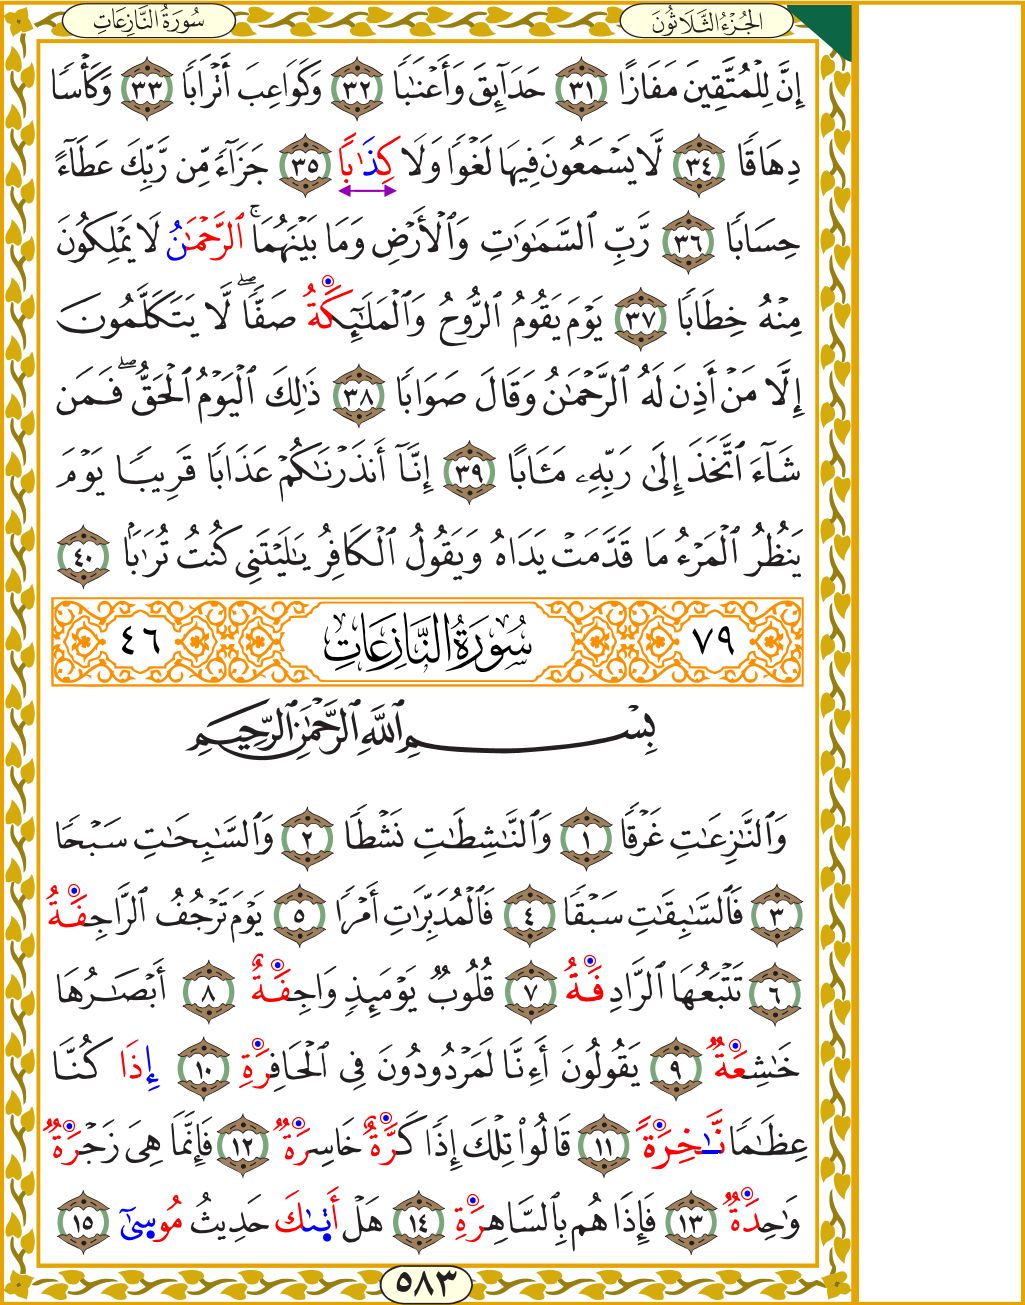 سُورَةُ النَّازِعَاتِ الجُزْءُ الثَّلَاثُونَ
إِنَّ لِلْمُتَّقِينَ مَفَازًا ٣١ حَدَآئِقَ وَأَعْنَٰبًا ٣٢ وَكَوَاعِبَ أَتْرَابًا ٣٣ وَكَأْسًا
دِهَاقًا ٣٤ لَّا يَسْمَعُونَ فِيهَا لَغْوًا وَلَا كِذَٰبًا ٣٥ جَزَآءً مِّن رَّبِّكَ عَطَآءً
حِسَابًا ٣٦ رَّبِّ ٱلسَّمَٰوَٰتِ وَٱلْأَرْضِ وَمَا بَيْنَهُمَا ۚ ٱلرَّحْمَٰنُ لَا يَمْلِكُونَ
مِنْهُ خِطَابًا ٣٧ يَوْمَ يَقُومُ ٱلرُّوحُ وَٱلْمَلَٰٓئِكَةُ صَفًّا ۖ لَّا يَتَكَلَّمُونَ
إِلَّا مَنْ أَذِنَ لَهُ ٱلرَّحْمَٰنُ وَقَالَ صَوَابًا ٣٨ ذَٰلِكَ ٱلْيَوْمُ ٱلْحَقُّ ۖ فَمَن
شَآءَ ٱتَّخَذَ إِلَىٰ رَبِّهِۦ مَـَٔابًا ٣٩ إِنَّآ أَنذَرْنَٰكُمْ عَذَابًا قَرِيبًا يَوْمَ
يَنظُرُ ٱلْمَرْءُ مَا قَدَّمَتْ يَدَاهُ وَيَقُولُ ٱلْكَافِرُ يَٰلَيْتَنِى كُنتُ تُرَٰبًۢا ٤٠
٧٩ سُورَةُ النَّازِعَاتِ ٤٦
بِسْمِ ٱللَّهِ ٱلرَّحْمَٰنِ ٱلرَّحِيمِ
وَٱلنَّٰزِعَٰتِ غَرْقًا ١ وَٱلنَّٰشِطَٰتِ نَشْطًا ٢ وَٱلسَّٰبِحَٰتِ سَبْحًا
٣ فَٱلسَّٰبِقَٰتِ سَبْقًا ٤ فَٱلْمُدَبِّرَٰتِ أَمْرًا ٥ يَوْمَ تَرْجُفُ ٱلرَّاجِفَةُ
٦ تَتْبَعُهَا ٱلرَّادِفَةُ ٧ قُلُوبٌ يَوْمَئِذٍ وَاجِفَةٌ ٨ أَبْصَٰرُهَا
خَٰشِعَةٌ ٩ يَقُولُونَ أَءِنَّا لَمَرْدُودُونَ فِى ٱلْحَافِرَةِ ١٠ إِذَا كُنَّا
عِظَٰمًا نَّٰخِرَةً ١١ قَالُوا۟ تِلْكَ إِذًا كَرَّةٌ خَاسِرَةٌ ١٢ فَإِنَّمَا هِىَ زَجْرَةٌ
وَٰحِدَةٌ ١٣ فَإِذَا هُم بِٱلسَّاهِرَةِ ١٤ هَلْ أَتَىٰكَ حَدِيثُ مُوسَىٰٓ ١٥
٥٨٣